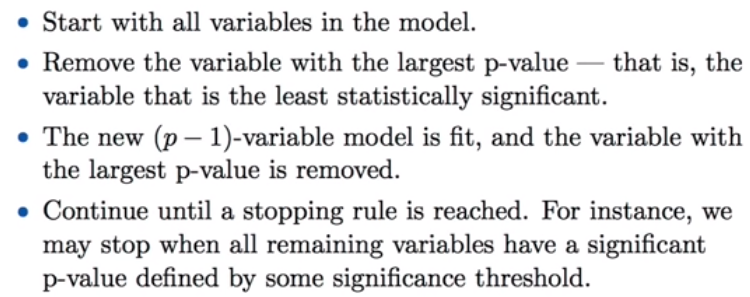 • Start with all variables in the model.
• Remove the variable with the largest p-value — that is, the
variable that is the least statistically significant.
• The new (p − 1)-variable model is fit, and the variable with
the largest p-value is removed.
• Continue until a stopping rule is reached. For instance, we
may stop when all remaining variables have a significant
p-value defined by some significance threshold.